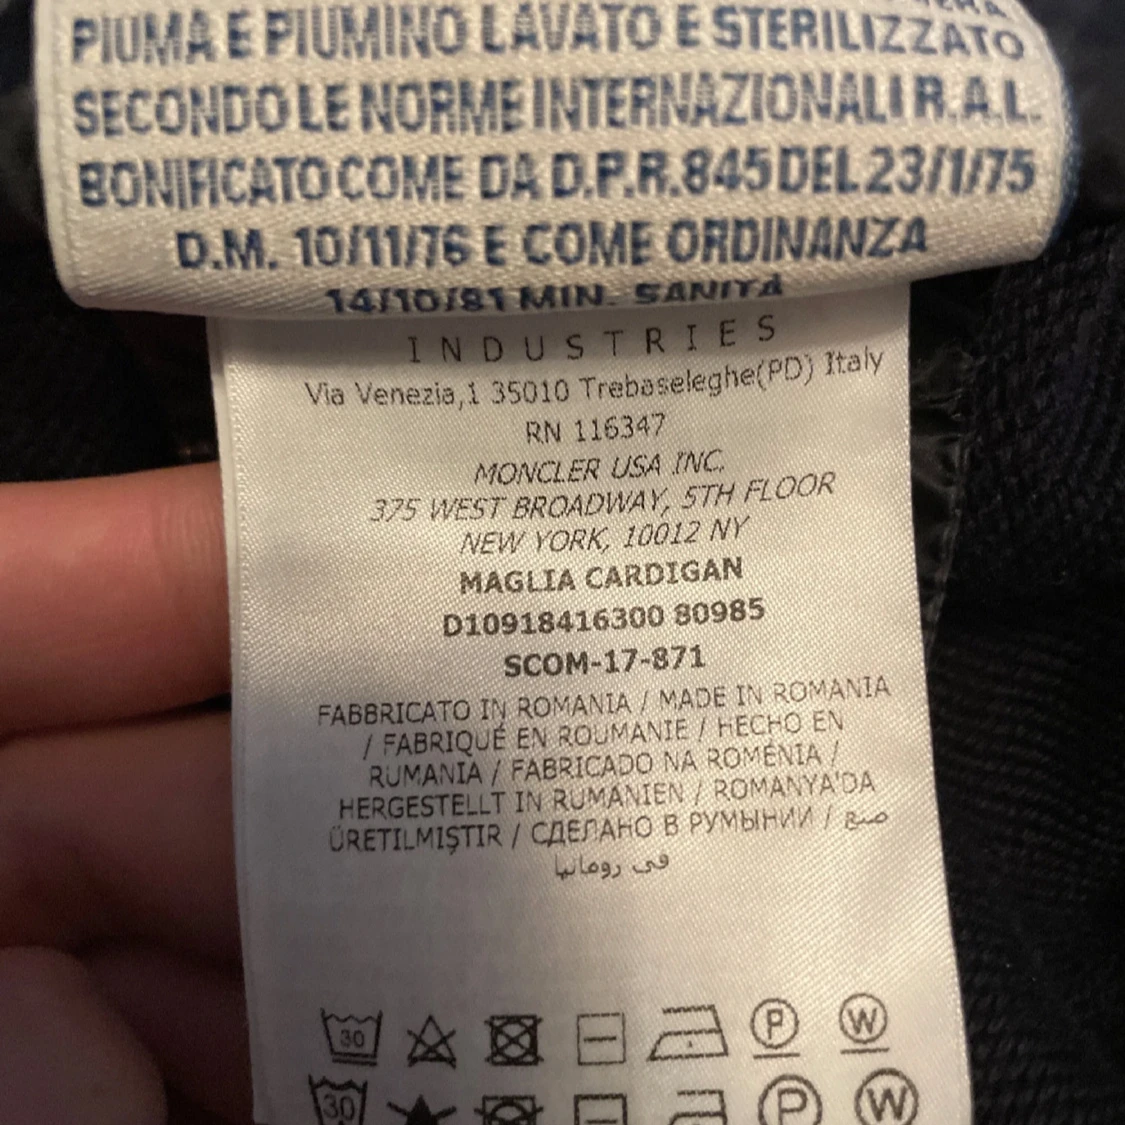 PIUMA E PIUMINO LAVATO E STERILIZZATO
SECONDO LE NORME INTERNAZIONALI R.A.L.
BONIFICATO COME DA D.P.R. 845 DEL 23/1/75
D.M. 10/11/76 E COME ORDINANZA
14/10/81 MIN. SANITÁ
INDUSTRIES
Via Venezia,1 35010 Trebaseleghe(PD) Italy
RN 116347
MONCLER USA INC.
375 WEST BROADWAY, 5TH FLOOR
NEW YORK, 10012 NY
MAGLIA CARDIGAN
D10918416300 80985
SCOM-17-871
FABBRICATO IN ROMANIA / MADE IN ROMANIA
/ FABRIQUÉ EN ROUMANIE / HECHO EN
RUMANIA / FABRICADO NA ROMÉNIA /
HERGESTELLT IN RUMANIEN / ROMANYA'DA
ÜRETILMIŞTIR / СДЕЛАНО В РУМЫНИИ / صنع
في رومانيا
30 P W
30 P W